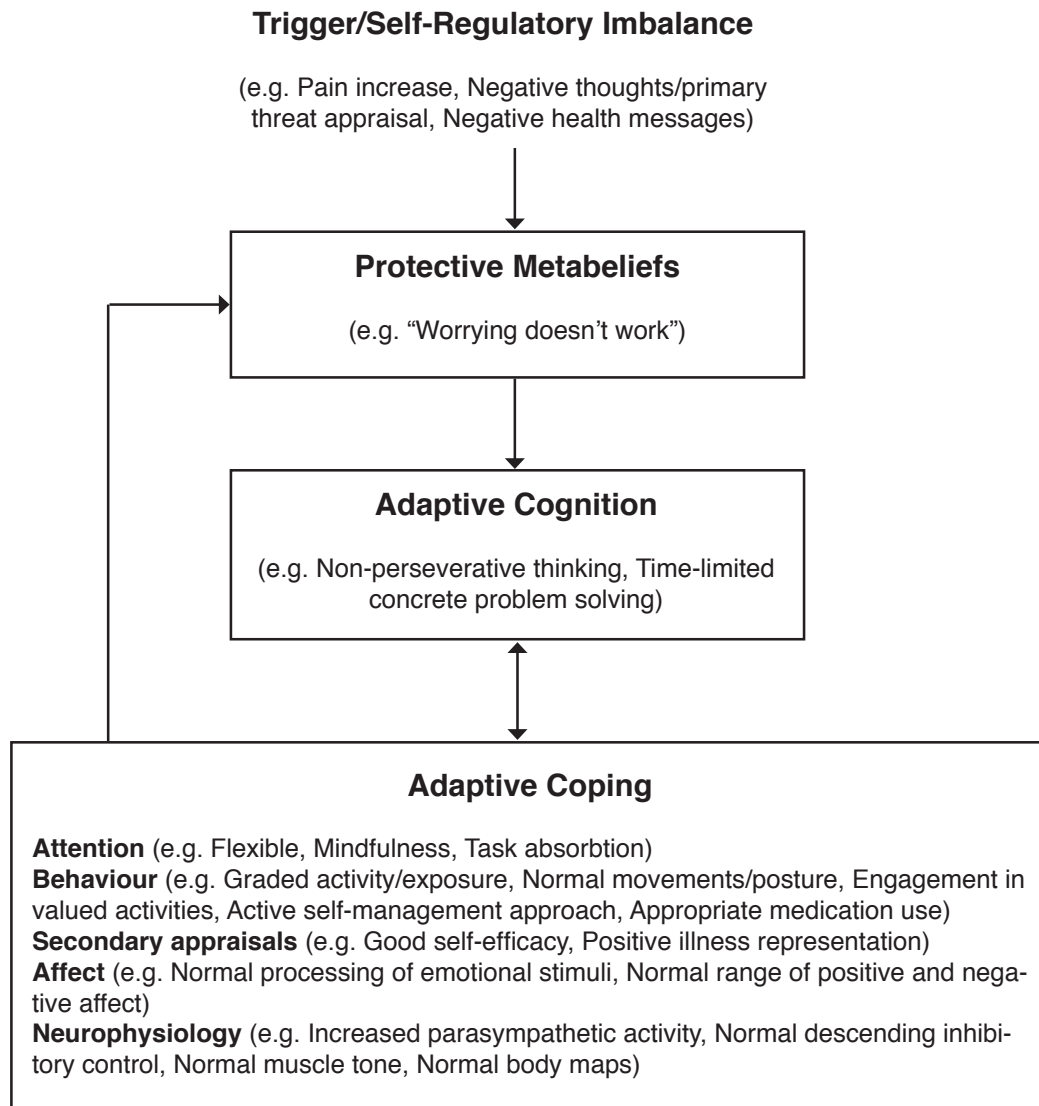 Trigger/Self-Regulatory Imbalance
(e.g. Pain increase, Negative thoughts/primary
threat appraisal, Negative health messages)
Protective Metabeliefs
(e.g. “Worrying doesn’t work”)
Adaptive Cognition
(e.g. Non-perseverative thinking, Time-limited
concrete problem solving)
Adaptive Coping
Attention (e.g. Flexible, Mindfulness, Task absorbtion)
Behaviour (e.g. Graded activity/exposure, Normal movements/posture, Engagement in
valued activities, Active self-management approach, Appropriate medication use)
Secondary appraisals (e.g. Good self-efficacy, Positive illness representation)
Affect (e.g. Normal processing of emotional stimuli, Normal range of positive and nega-
tive affect)
Neurophysiology (e.g. Increased parasympathetic activity, Normal descending inhibi-
tory control, Normal muscle tone, Normal body maps)